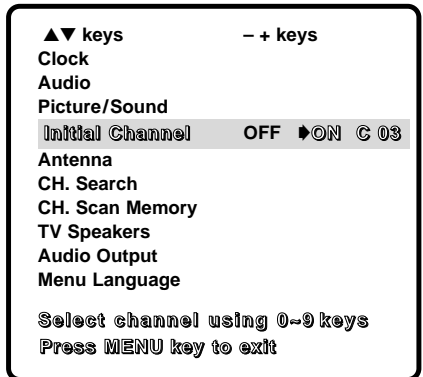 ▲▼ keys – + keys
Clock
Audio
Picture/Sound
Initial Channel OFF ➧ON C 03
Antenna
CH. Search
CH. Scan Memory
TV Speakers
Audio Output
Menu Language
Select channel using 0~9 keys
Press MENU key to exit